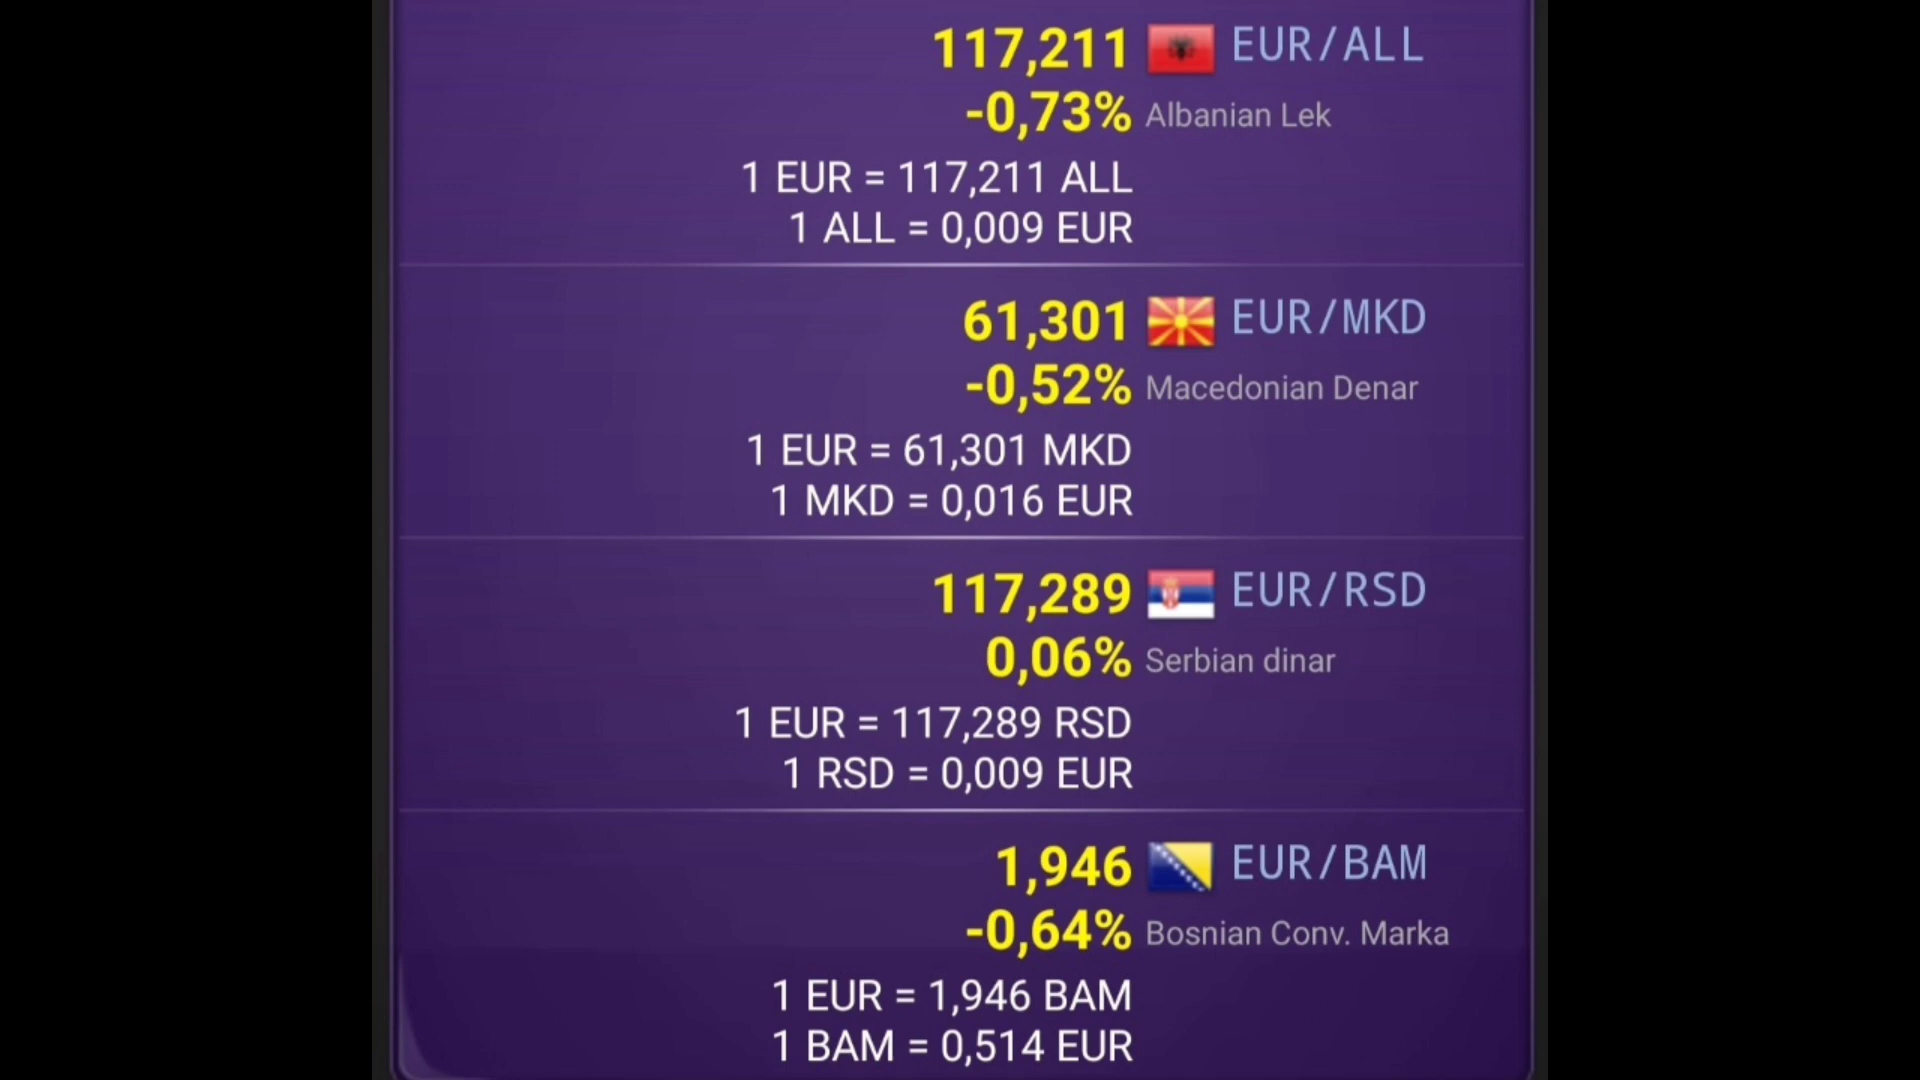 117,211 EUR/ALL
-0,73% Albanian Lek
1 EUR = 117,211 ALL
1 ALL = 0,009 EUR
61,301 EUR/MKD
-0,52% Macedonian Denar
1 EUR = 61,301 MKD
1 MKD = 0,016 EUR
117,289 EUR/RSD
0,06% Serbian dinar
1 EUR = 117,289 RSD
1 RSD = 0,009 EUR
1,946 EUR/BAM
-0,64% Bosnian Conv. Marka
1 EUR = 1,946 BAM
1 BAM = 0,514 EUR